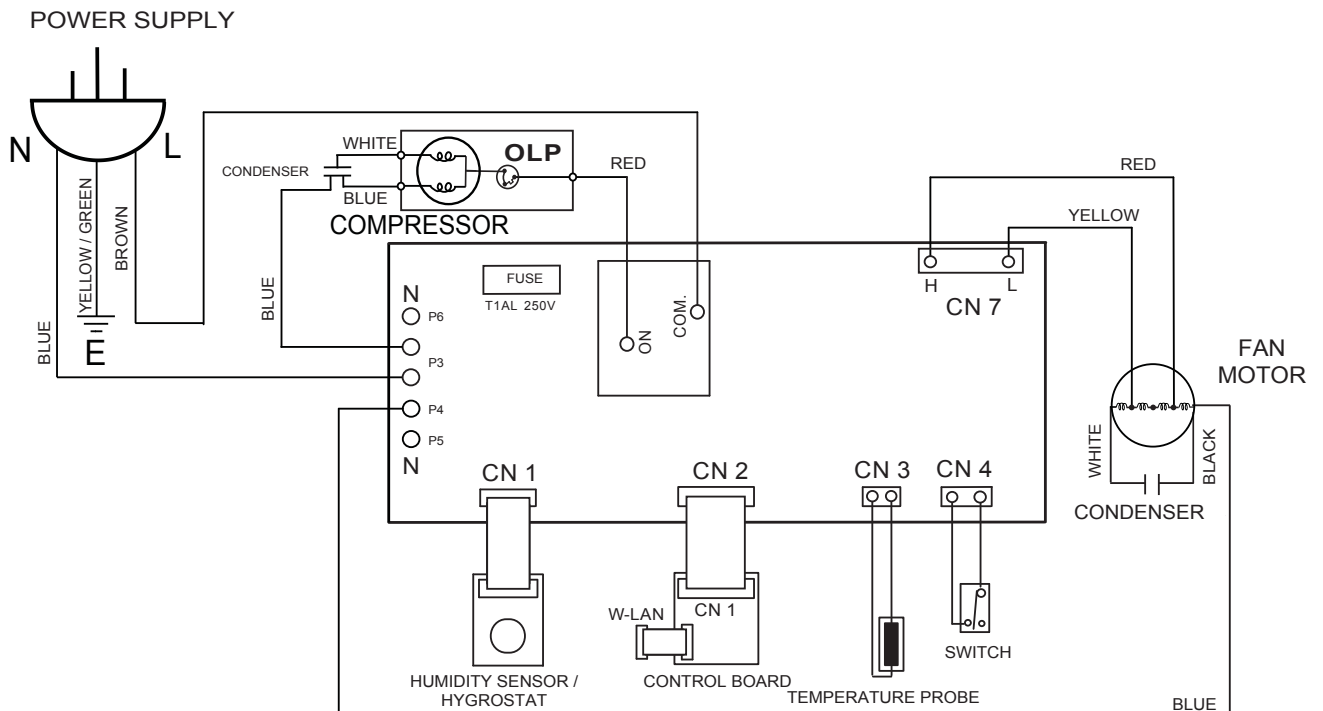 POWER SUPPLY
N
L
BLUE
YELLOW / GREEN
BROWN
E
CONDENSER
WHITE
BLUE
OLP
RED
COMPRESSOR
BLUE
N
P6
P3
P4
P5
N
FUSE
T1AL 250V
ON
COM.
RED
YELLOW
H
L
CN 7
FAN
MOTOR
WHITE
BLACK
CONDENSER
CN 1
CN 2
CN 3
CN 4
W-LAN
CN 1
SWITCH
HUMIDITY SENSOR /
HYGROSTAT
CONTROL BOARD
TEMPERATURE PROBE
BLUE